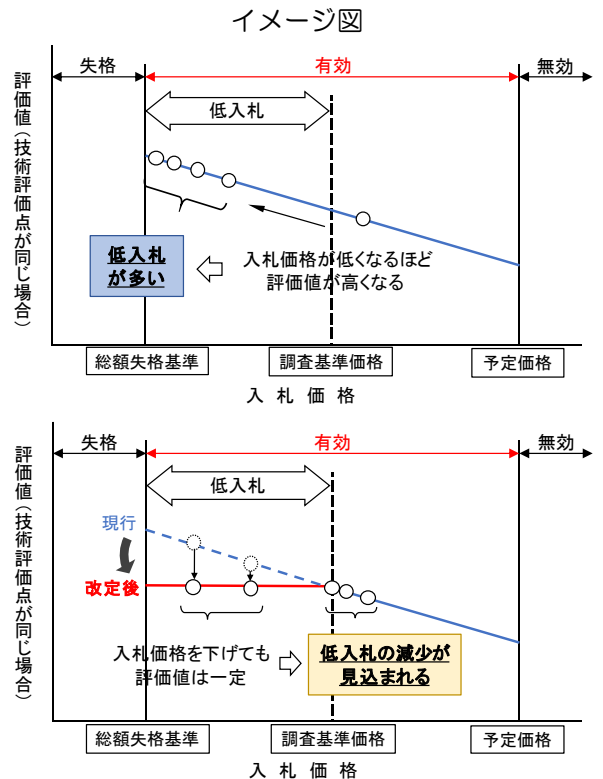 イメージ図
失格
有効
無効
低入札
評価値（技術評価点が同じ場合）
低入札
が多い
入札価格が低くなるほど
評価値が高くなる
総額失格基準
調査基準価格
予定価格
入札価格
失格
有効
無効
低入札
評価値（技術評価点が同じ場合）
現行
改定後
入札価格を下げても
評価値は一定
低入札の減少が
見込まれる
総額失格基準
調査基準価格
予定価格
入札価格